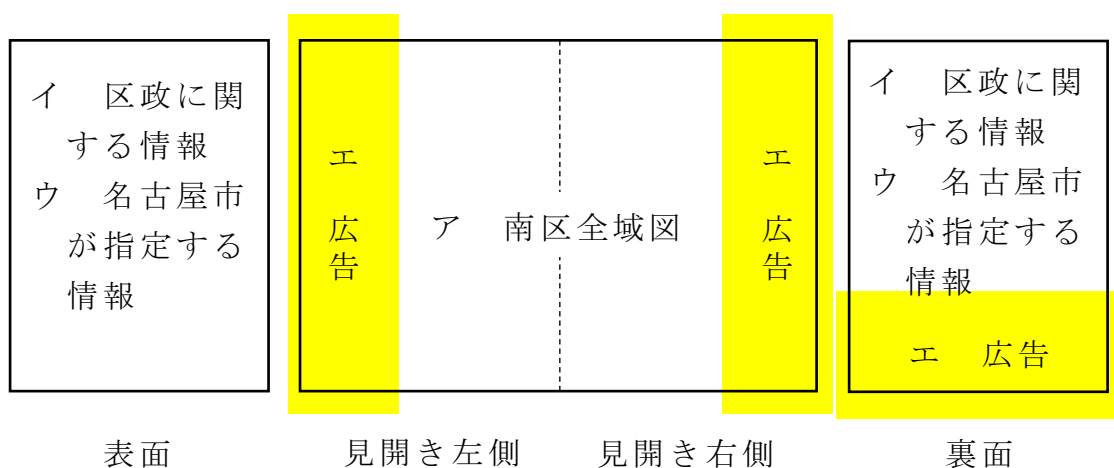 イ　区政に関
する情報
ウ　名古屋市
が指定する
情報
表面
エ　広告
ア　南区全域図
エ　広告
見開き左側
見開き右側
イ　区政に関
する情報
ウ　名古屋市
が指定する
情報
エ　広告
裏面